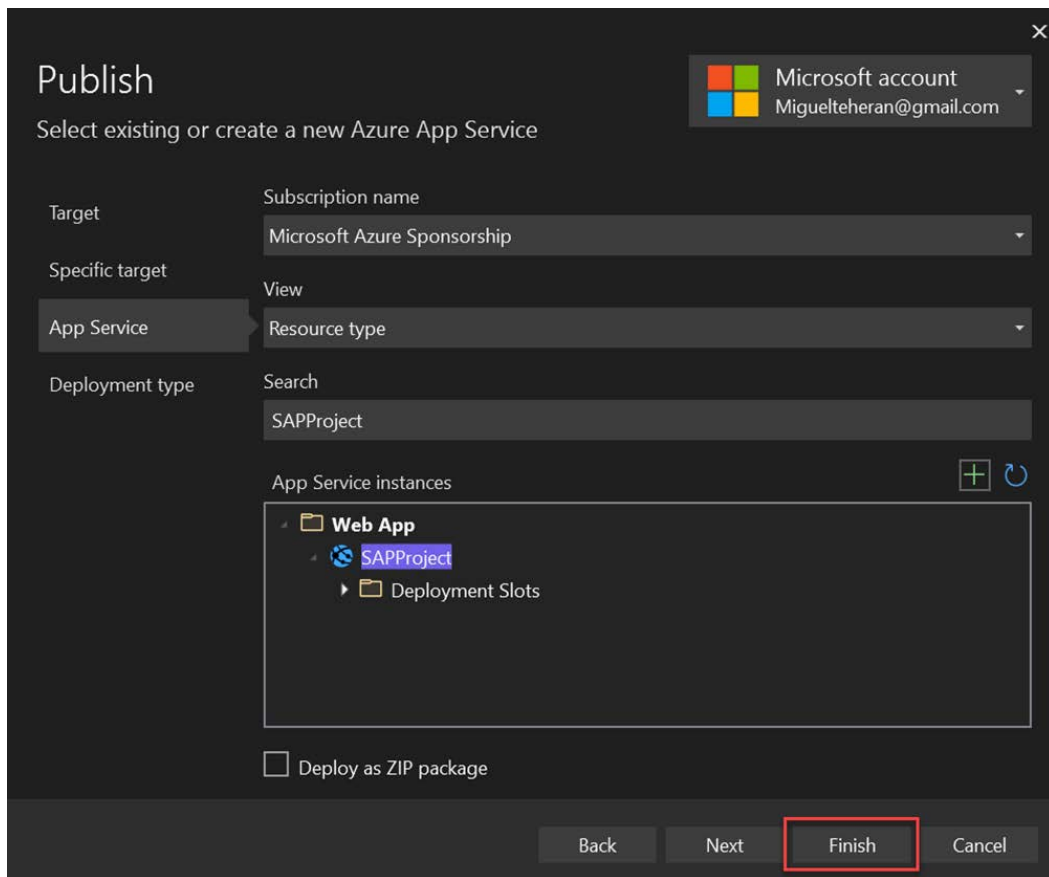 Publish
Select existing or create a new Azure App Service
Microsoft account
Miguelteheran@gmail.com
Target
Specific target
App Service
Deployment type
Subscription name
Microsoft Azure Sponsorship
View
Resource type
Search
SAPProject
App Service instances
Web App
SAPProject
Deployment Slots
Deploy as ZIP package
Back
Next
Finish
Cancel